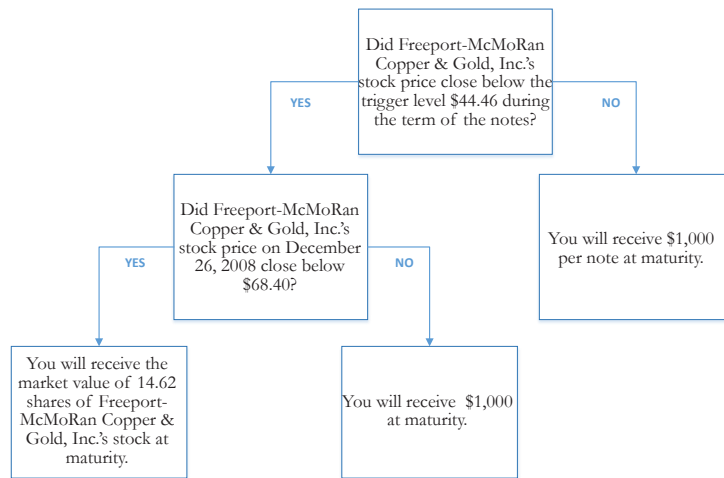 Did Freeport-McMoRan
Copper & Gold, Inc.'s
stock price close below the
trigger level $44.46 during
the term of the notes?
YES
NO
Did Freeport-McMoRan
Copper & Gold, Inc.'s
stock price on December
26, 2008 close below
$68.40?
You will receive $1,000
per note at maturity.
YES
NO
You will receive the
market value of 14.62
shares of Freeport-
McMoRan Copper &
Gold, Inc.'s stock at
maturity.
You will receive $1,000
at maturity.